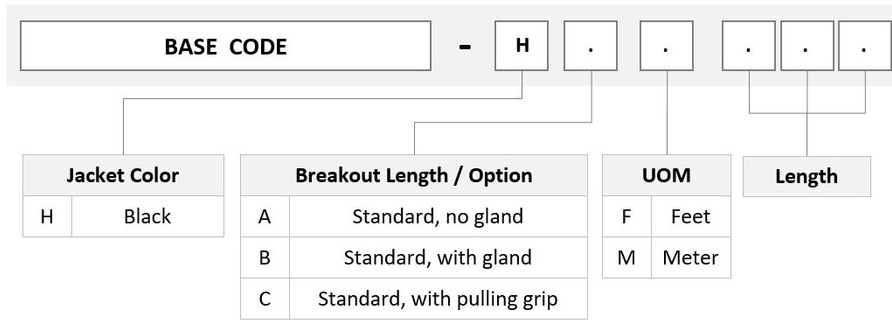 BASE CODE - H . . . . .
Jacket Color Breakout Length / Option UOM Length
H Black A Standard, no gland F Feet
B Standard, with gland M Meter
C Standard, with pulling grip